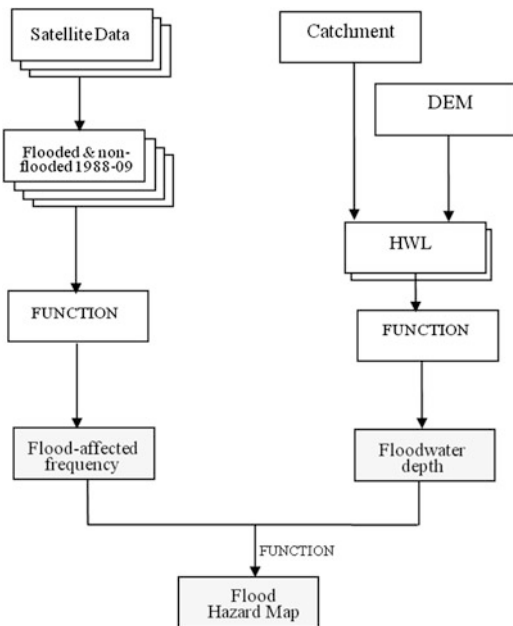 Satellite Data
Catchment
DEM
Flooded & non-
flooded 1988-09
HWL
FUNCTION
FUNCTION
Flood-affected
frequency
Floodwater
depth
FUNCTION
Flood
Hazard Map